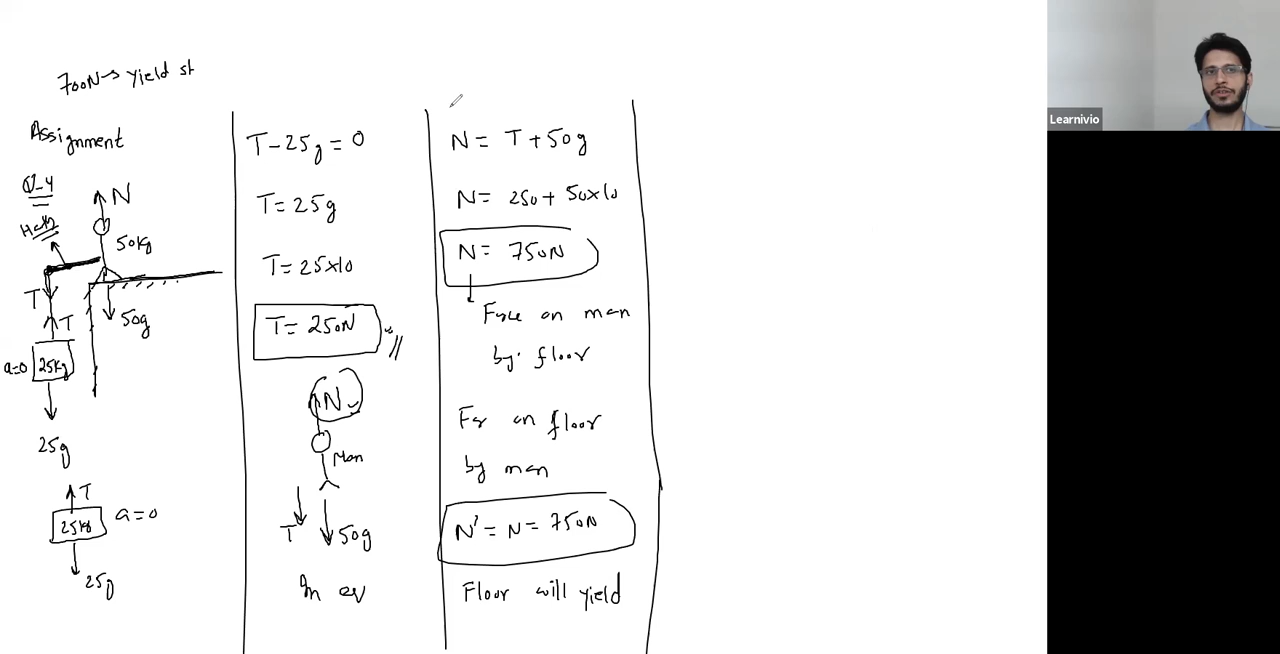 700N → yield st
Assignment
Q-4
N
50kg
T
T
50g
a=0
25kg
25g
T
25kg
a=0
25g
T-25g=0
T=25g
T=25×10
T=250N
N
Man
T
50g
In eq
N= T+50g
N= 250+50×10
N= 750N
Force on man
by floor
on floor
by man
N'=N=750N
Floor will yield
Learnivio